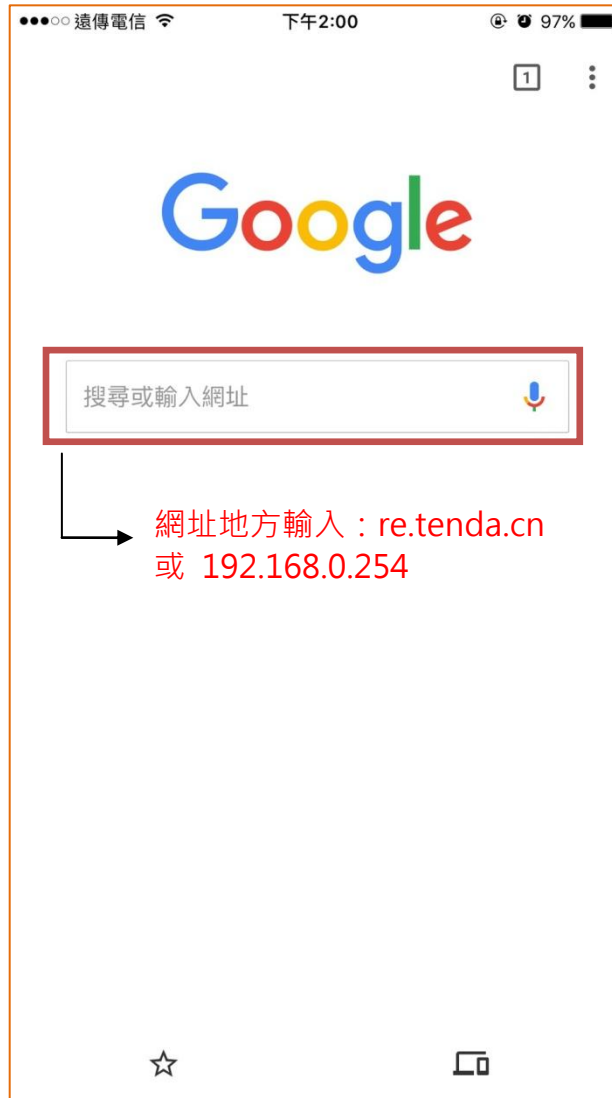 遠傳電信 下午2:00 97%
1
Google
搜尋或輸入網址
網址地方輸入：re.tenda.cn
或 192.168.0.254